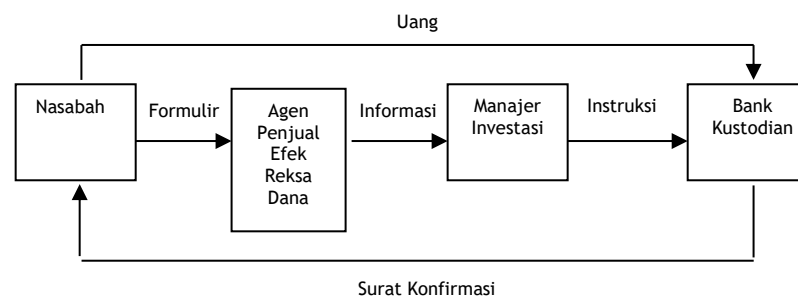 Uang
Nasabah
Formulir
Agen
Penjual
Efek
Reksa
Dana
Informasi
Manajer
Investasi
Instruksi
Bank
Kustodian
Surat Konfirmasi